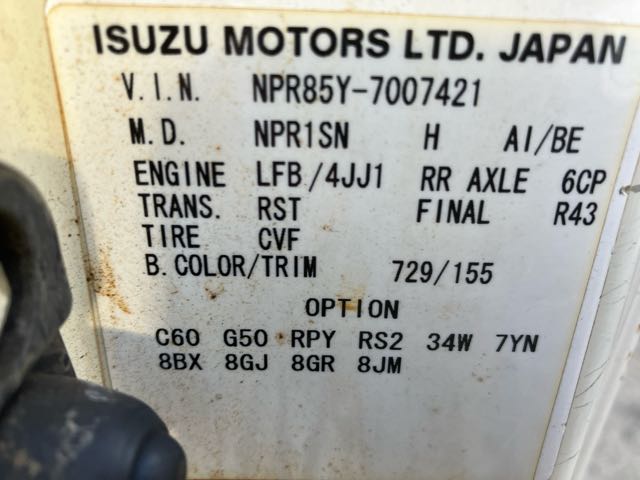 ISUZU MOTORS LTD. JAPAN
V.I.N. NPR85Y-7007421
M.D. NPR1SN H AI/BE
ENGINE LFB/4JJ1 RR AXLE 6CP
TRANS. RST FINAL R43
TIRE CVF
B.COLOR/TRIM 729/155
OPTION
C60 G50 RPY RS2 34W 7YN
8BX 8GJ 8GR 8JM